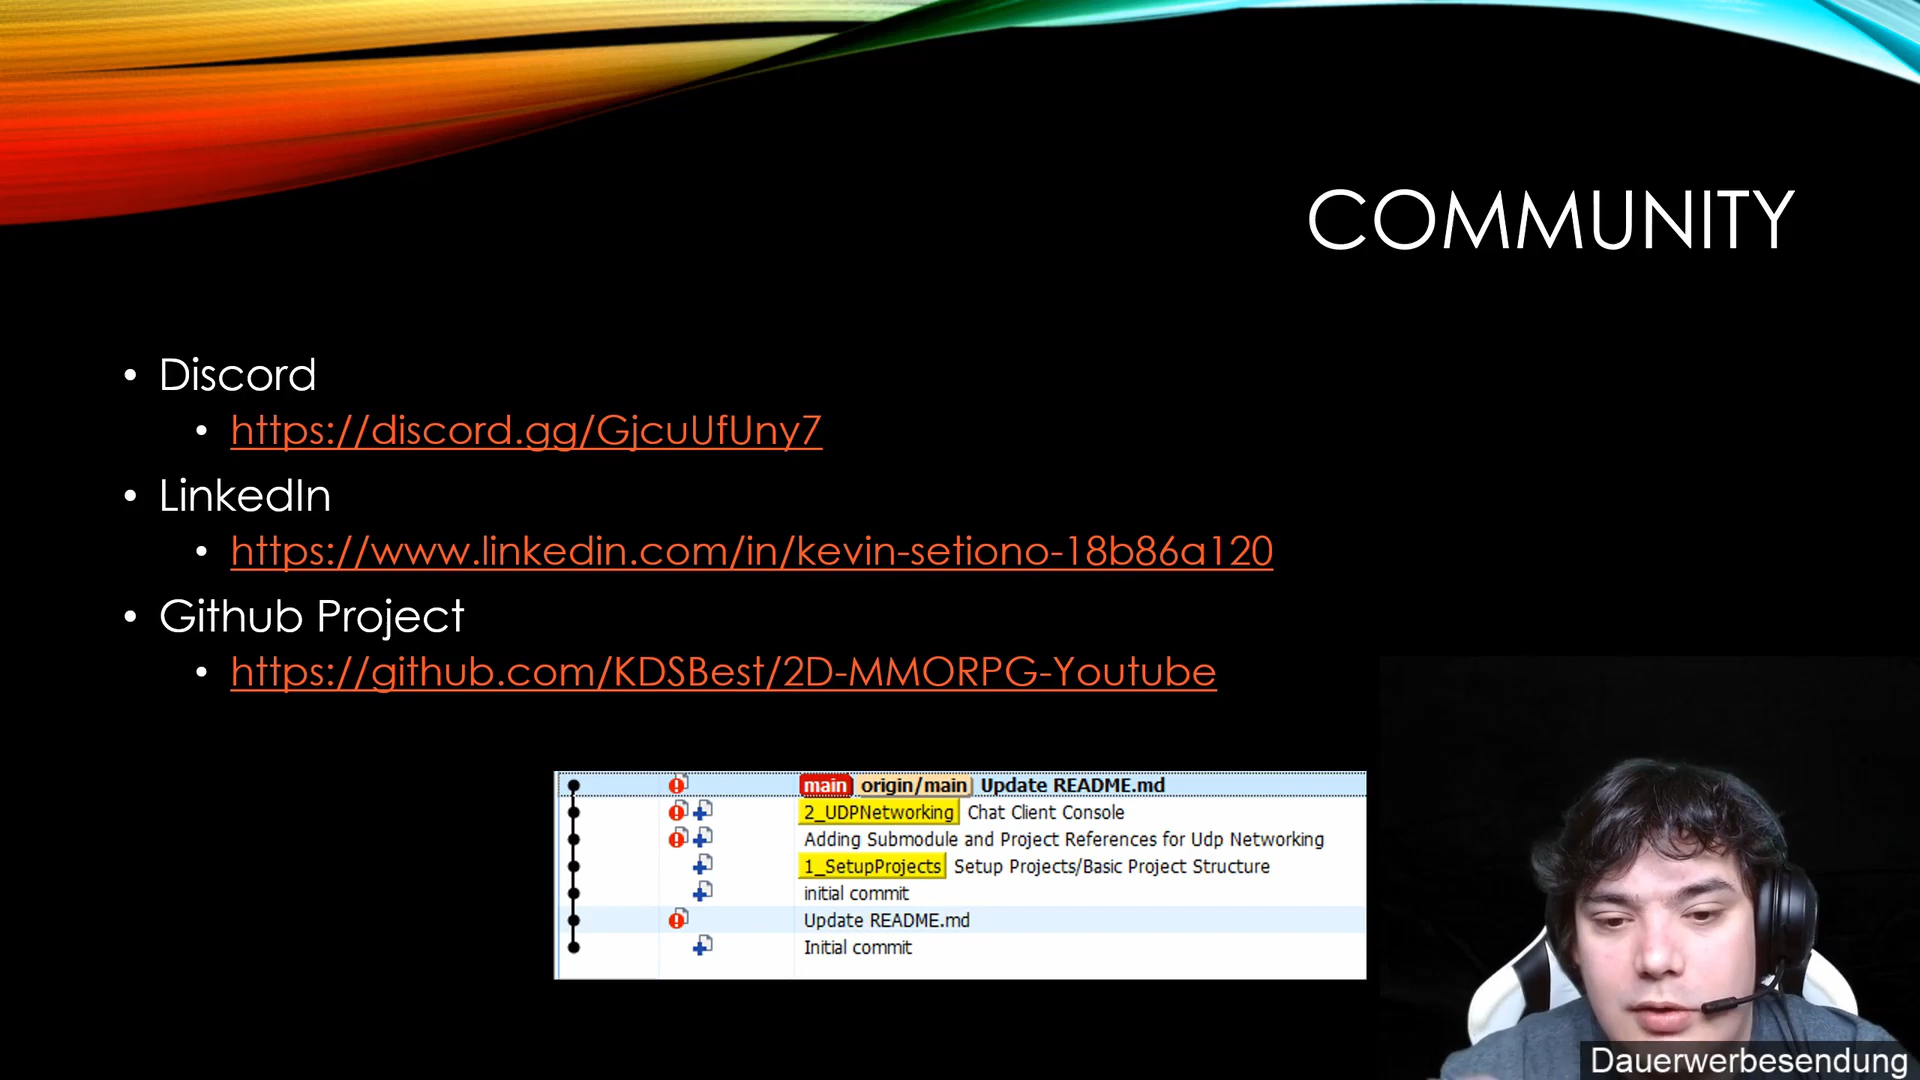 COMMUNITY
• Discord
• https://discord.gg/GjcuUfUny7
• LinkedIn
• https://www.linkedin.com/in/kevin-setiono-18b86a120
• Github Project
• https://github.com/KDSBest/2D-MMORPG-Youtube
main origin/main Update README.md
2_UDPNetworking Chat Client Console
Adding Submodule and Project References for Udp Networking
1_SetupProjects Setup Projects/Basic Project Structure
initial commit
Update README.md
Initial commit
Dauerwerbesendung